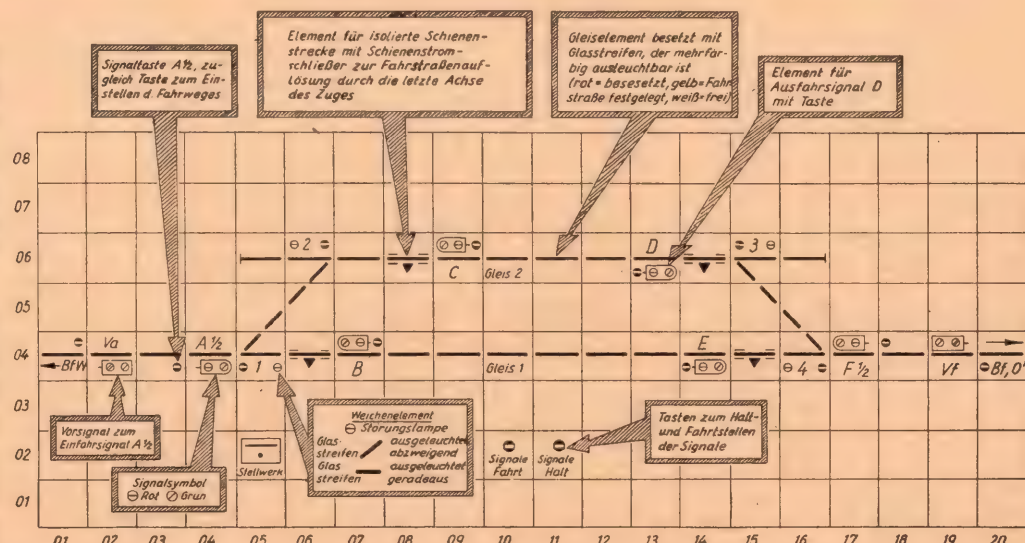 Signaltaste A½, zu-
gleich Taste zum Ein-
stellen d. Fahrweges
Element für isolierte Schienen-
strecke mit Schienenstrom-
schließer zur Fahrstraßenauf-
lösung durch die letzte Achse
des Zuges
Gleiselement besetzt mit
Glasstreifen, der mehrfär-
big ausleuchtbar ist
(rot = besesetzt, gelb = Fahr
straße festgelegt, weiß = frei)
Element für
Ausfahrsignal D
mit Taste
08
07
06
2
C
Gleis 2
D
3
05
04
Va
A½
E
BfW
1
B
Gleis 1
4
F½
Vf
Bf, O
03
Vorsignal zum
Einfahrsignal A½
Signalsymbol
Rot Grün
Stellwerk
Weichenelement
Störungslampe
Glas-
streifen
ausgeleuchtet
abzweigend
Glas
streifen
ausgeleuchtet
geradeaus
Signale
Fahrt
Signale
Halt
Tasten zum Halt-
und Fahrtstellen
der Signale
02
01
01 02 03 04 05 06 07 08 09 10 11 12 13 14 15 16 17 18 19 20